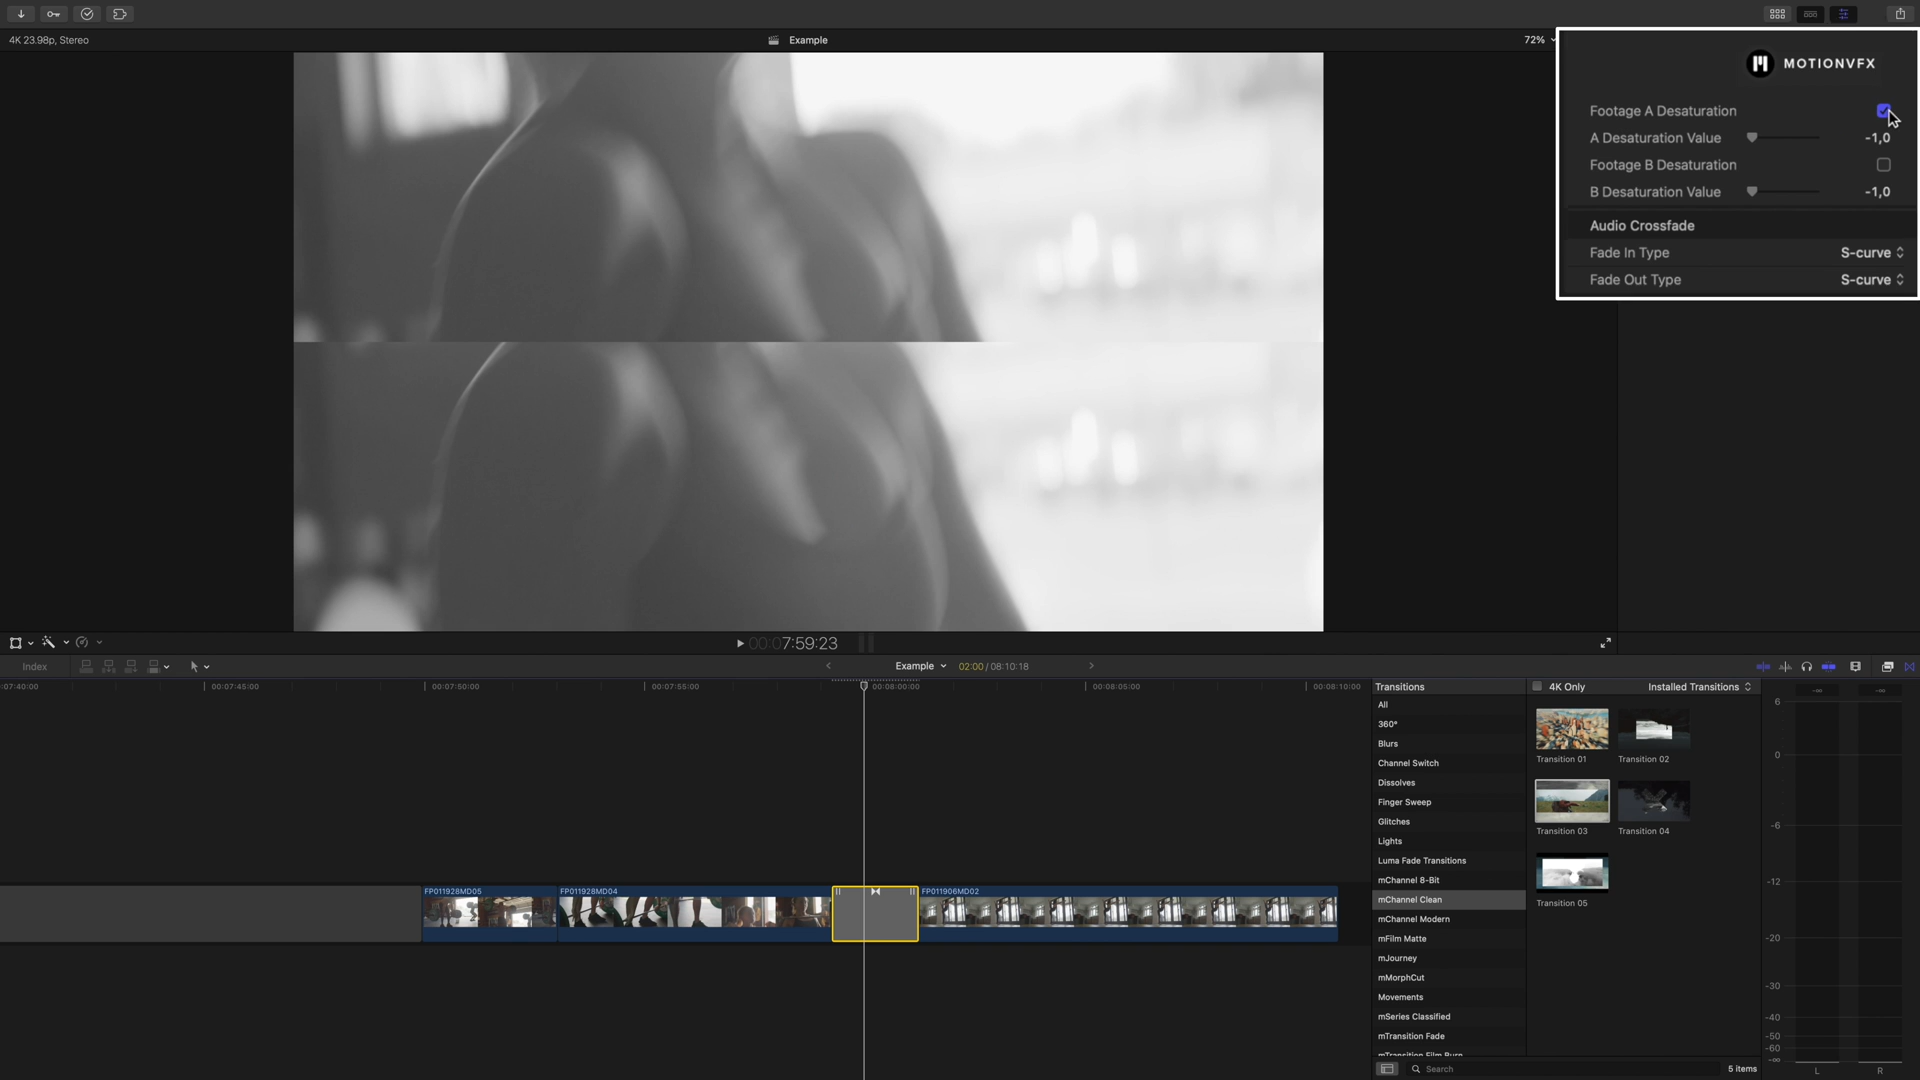 4K 23.98p, Stereo
Example
72%
MOTIONVFX
Footage A Desaturation
A Desaturation Value -1,0
Footage B Desaturation
B Desaturation Value -1,0
Audio Crossfade
Fade In Type S-curve
Fade Out Type S-curve
00:07:59:23
Index
Example 02:00 / 08:10:18
:07:40:00 00:07:45:00 00:07:50:00 00:07:55:00 00:08:00:00 00:08:05:00 00:08:10:00
FP011928MD05
FP011928MD04
FP011906MD02
Transitions
All
360°
Blurs
Channel Switch
Dissolves
Finger Sweep
Glitches
Lights
Luma Fade Transitions
mChannel 8-Bit
mChannel Clean
mChannel Modern
mFilm Matte
mJourney
mMorphCut
Movements
mSeries Classified
mTransition Fade
mTransition Film Burn
4K Only
Installed Transitions
Transition 01
Transition 02
Transition 03
Transition 04
Transition 05
Search
5 items
-∞ -∞
6
0
-6
-12
-20
-30
-40
-50
-60
-∞
L R